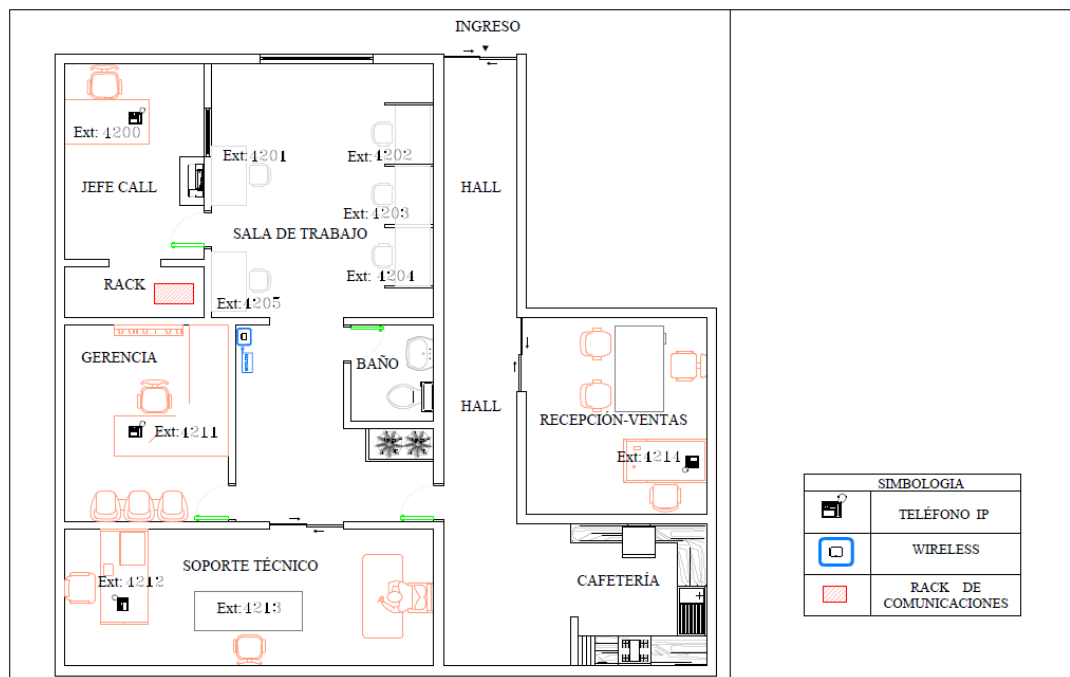 INGRESO
Ext: 4200
Ext: 4201
Ext: 4202
JEFE CALL
HALL
Ext: 4203
SALA DE TRABAJO
Ext: 4204
RACK
Ext: 4205
GERENCIA
BAÑO
HALL
RECEPCIÓN-VENTAS
Ext: 4211
Ext: 4214
SOPORTE TÉCNICO
Ext: 4212
Ext: 4213
CAFETERÍA
SIMBOLOGIA
TELÉFONO IP
WIRELESS
RACK DE
COMUNICACIONES